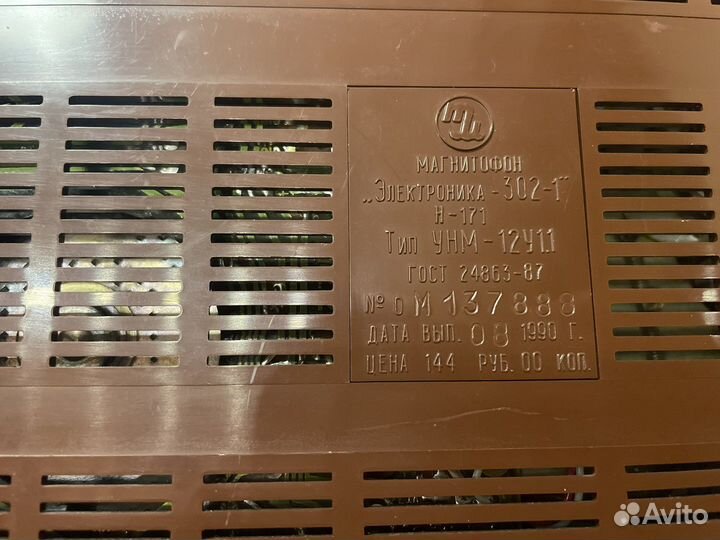 МАГНИТОФОН
„Электроника-302-1"
Н-171
Тип УНМ-12У1.1
ГОСТ 24863-87
№ 0 М 137888
ДАТА ВЫП. 08 1990 Г.
ЦЕНА 144 РУБ. 00 КОП.
Avito